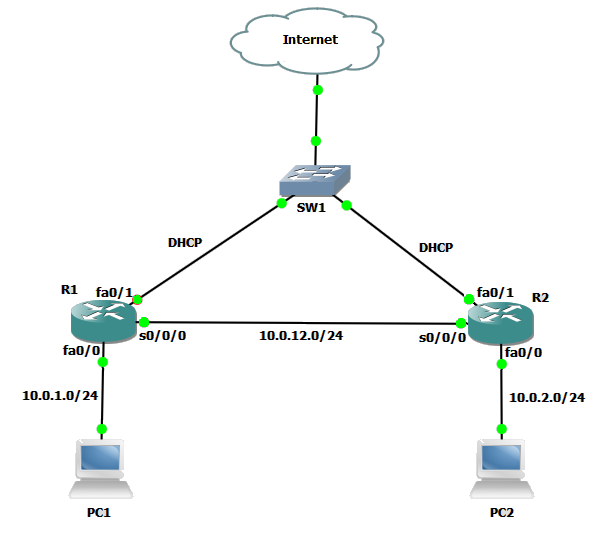 Internet
SW1
DHCP
DHCP
R1
fa0/1
fa0/1
R2
s0/0/0
10.0.12.0/24
s0/0/0
fa0/0
fa0/0
10.0.1.0/24
10.0.2.0/24
PC1
PC2